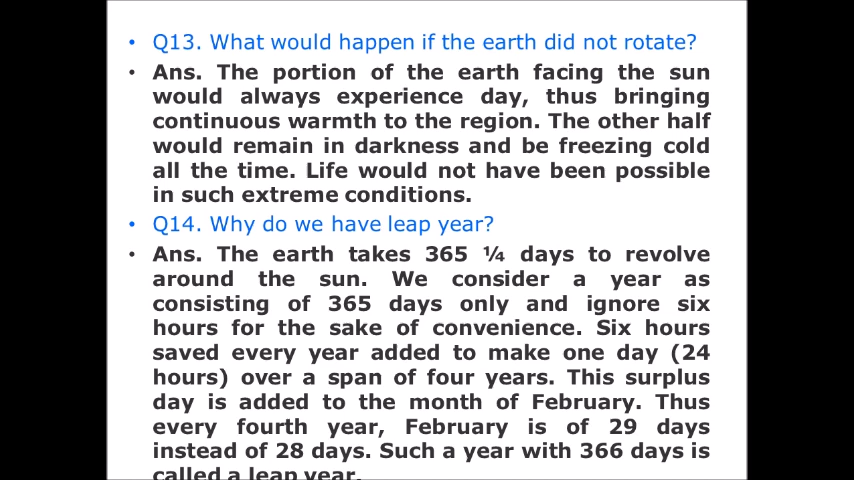 • Q13. What would happen if the earth did not rotate?
• Ans. The portion of the earth facing the sun
would always experience day, thus bringing
continuous warmth to the region. The other half
would remain in darkness and be freezing cold
all the time. Life would not have been possible
in such extreme conditions.
• Q14. Why do we have leap year?
• Ans. The earth takes 365 ¼ days to revolve
around the sun. We consider a year as
consisting of 365 days only and ignore six
hours for the sake of convenience. Six hours
saved every year added to make one day (24
hours) over a span of four years. This surplus
day is added to the month of February. Thus
every fourth year, February is of 29 days
instead of 28 days. Such a year with 366 days is
called a leap year.